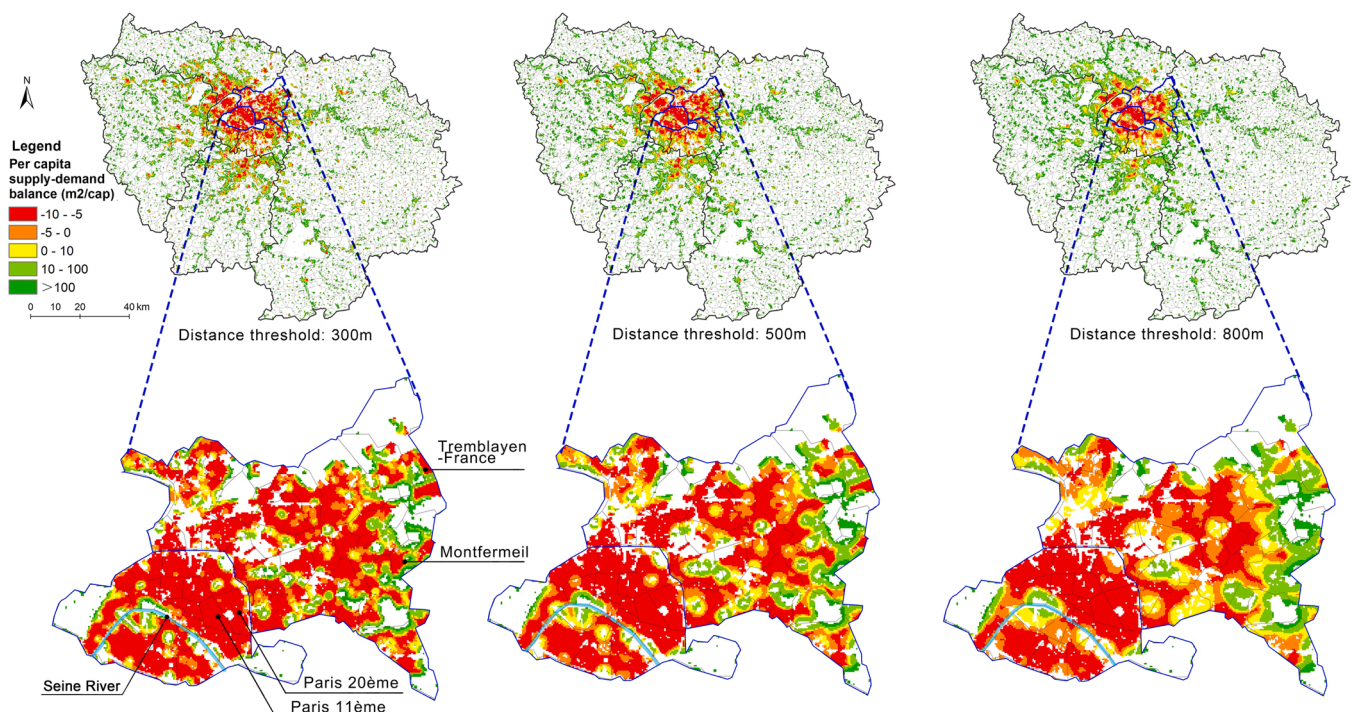 N
Legend
Per capita
supply-demand
balance (m2/cap)
-10 - -5
-5 - 0
0 - 10
10 - 100
>100
0 10 20 40 km
Distance threshold: 300m
Distance threshold: 500m
Distance threshold: 800m
Tremblayen
-France
Montfermeil
Seine River
Paris 20ème
Paris 11ème